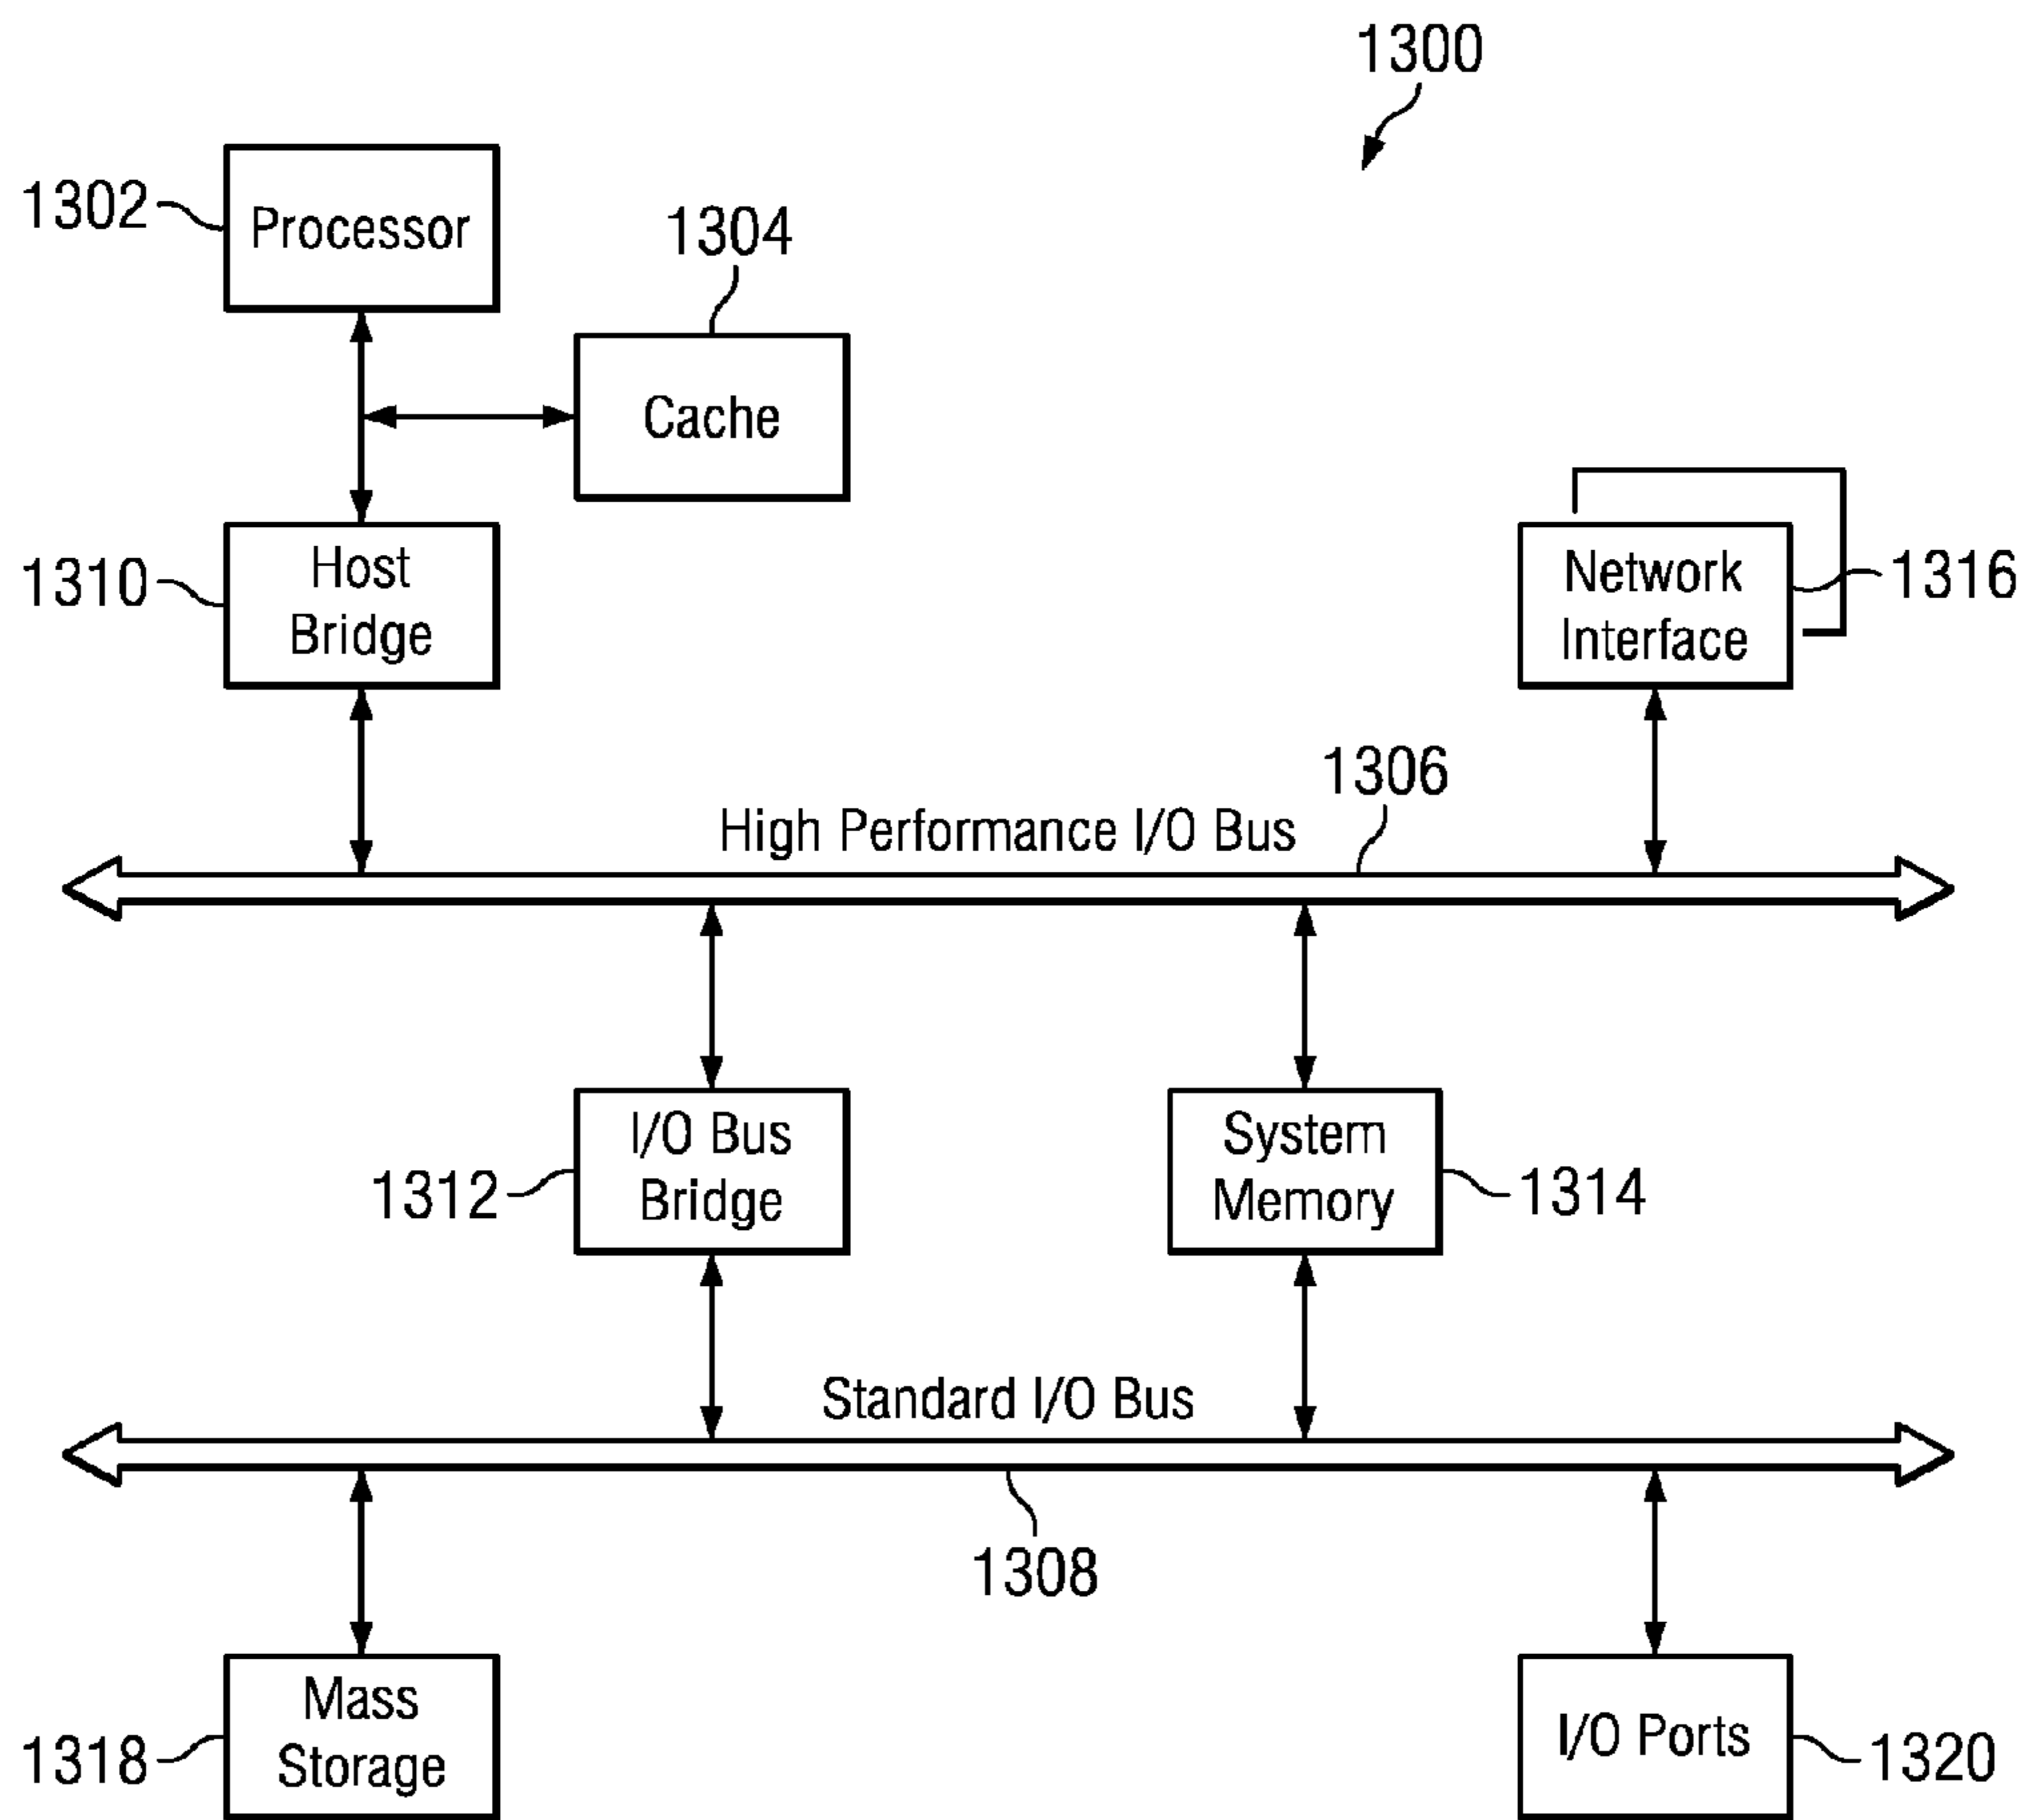 1300
1302
Processor
1304
Cache
1310
Host
Bridge
Network
Interface
1316
1306
High Performance I/O Bus
I/O Bus
Bridge
1312
System
Memory
1314
Standard I/O Bus
1308
Mass
Storage
1318
I/O Ports
1320